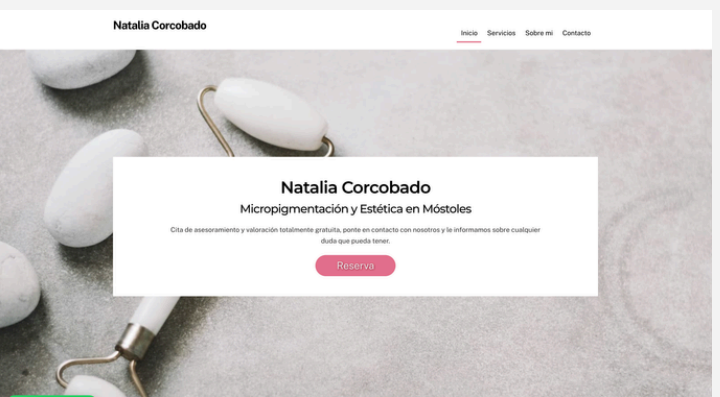 Natalia Corcobado
Inicio Servicios Sobre mi Contacto
Natalia Corcobado
Micropigmentación y Estética en Móstoles
Cita de asesoramiento y valoración totalmente gratuita, ponte en contacto con nosotros y le informamos sobre cualquier
duda que pueda tener.
Reserva